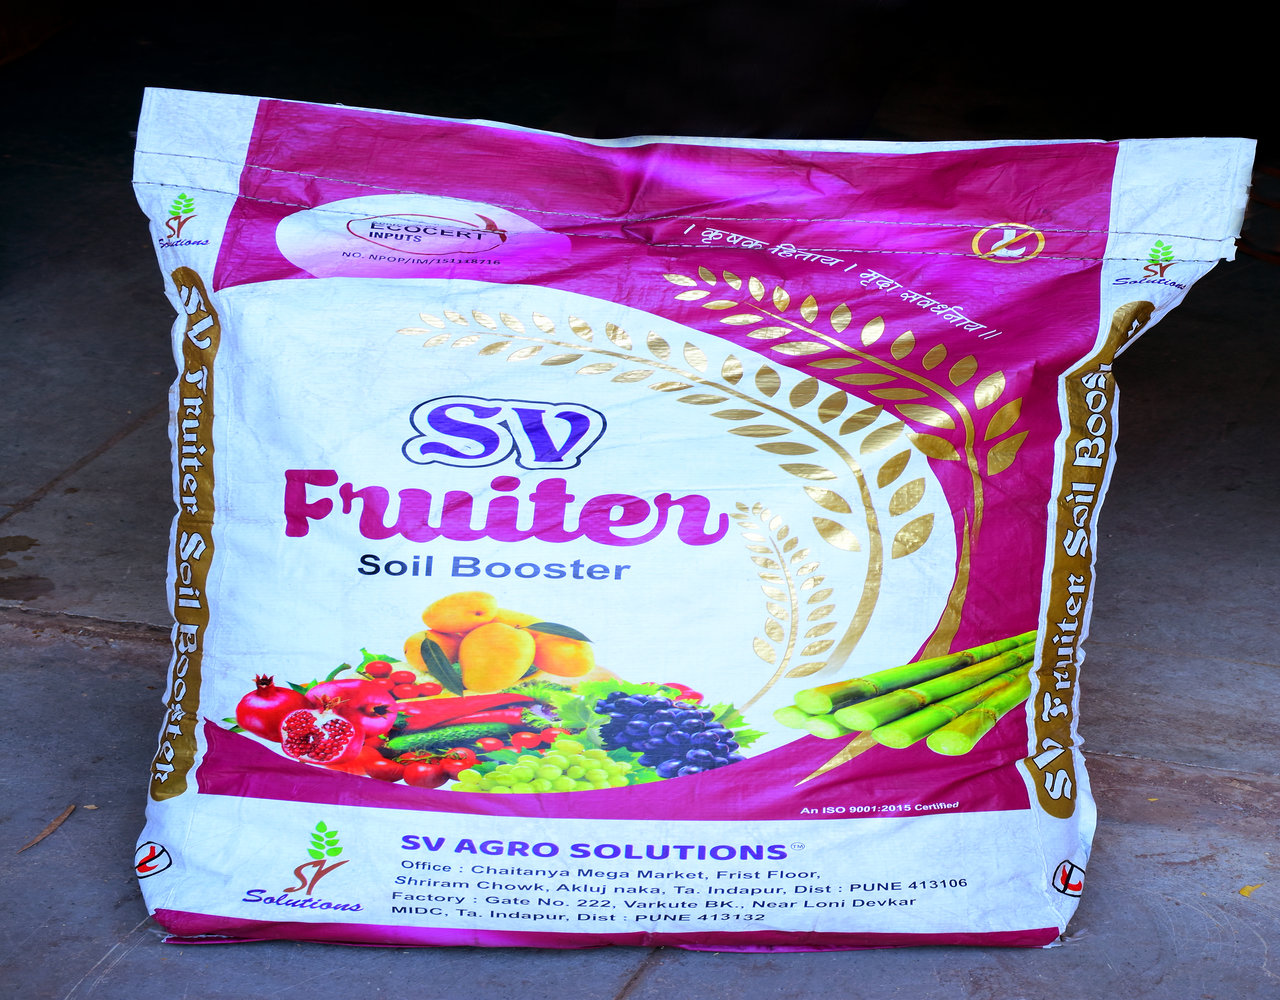 ECOCERT
INPUTS
NO. NPOP/IM/151118716
। कृषक हिताय । मृदा संवर्धनाय ।।
SV
Solutions
SV
Solutions
SV Fruiter Soil Booster
SV Fruiter Soil Boos
SV
Fruiter
Soil Booster
An ISO 9001:2015 Certified
SV
Solutions
SV AGRO SOLUTIONS™
Office : Chaitanya Mega Market, Frist Floor,
Shriram Chowk, Akluj naka, Ta. Indapur, Dist : PUNE 413106
Factory : Gate No. 222, Varkute BK., Near Loni Devkar
MIDC, Ta. Indapur, Dist : PUNE 413132